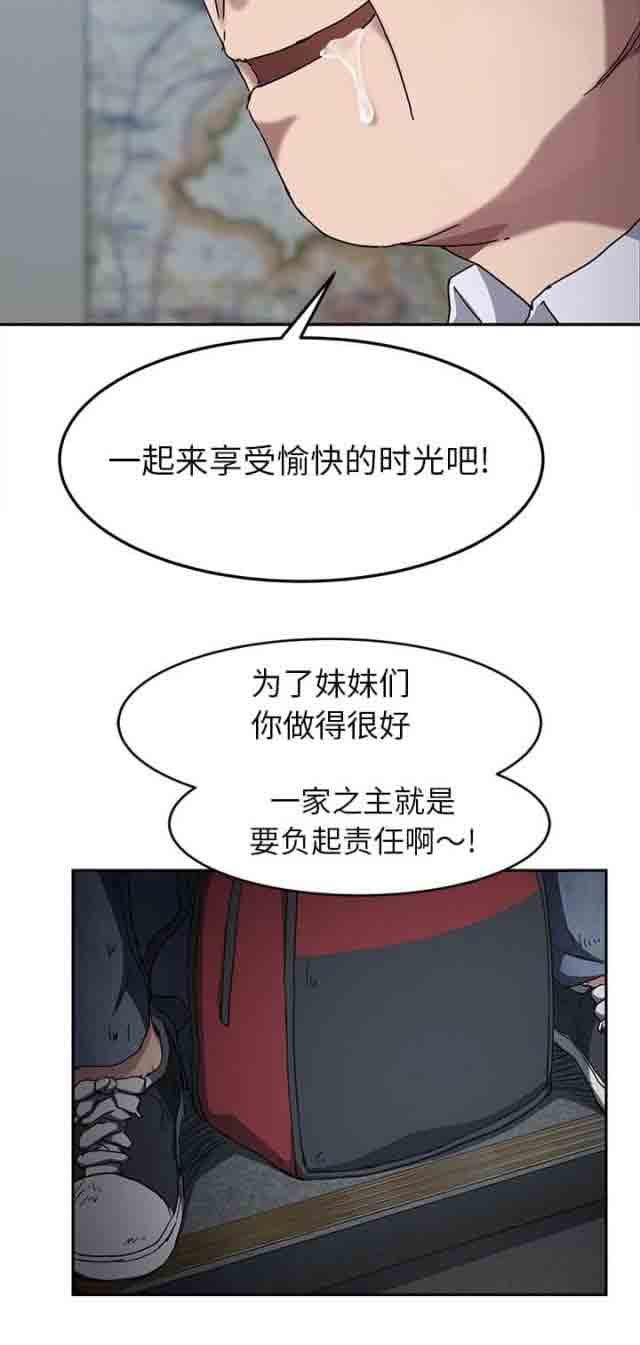 一起来享受愉快的时光吧!
为了妹妹们
你做得很好
一家之主就是
要负起责任啊～!